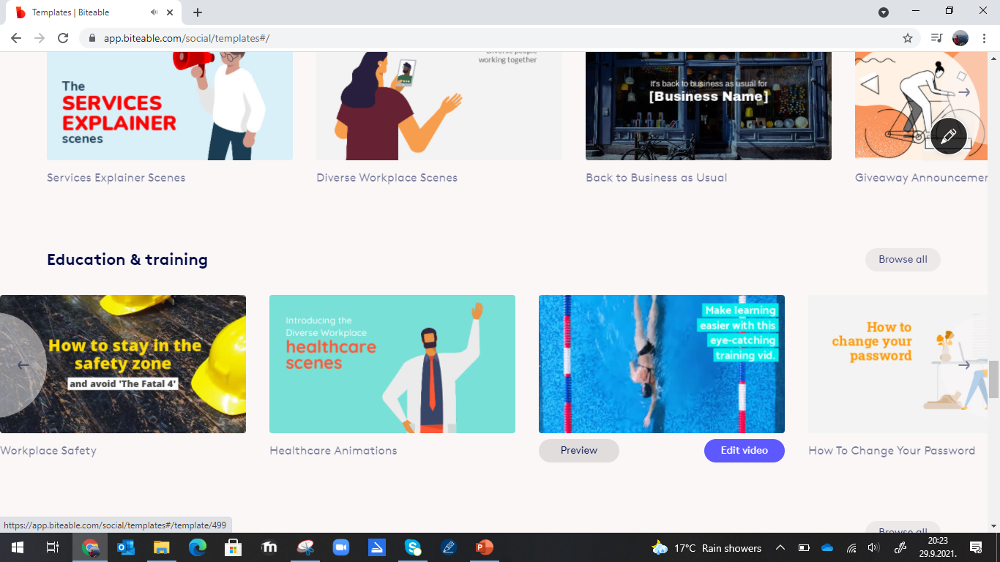 Templates | Biteable
app.biteable.com/social/templates#/
The
SERVICES
EXPLAINER
scenes
Diverse people
working together
It's back to business as usual for
[Business Name]
Services Explainer Scenes
Diverse Workplace Scenes
Back to Business as Usual
Giveaway Announcemen
Education & training
Browse all
How to stay in the
safety zone
and avoid 'The Fatal 4'
Introducing the
Diverse Workplace
healthcare
scenes
Make learning
easier with this
eye-catching
training vid.
How to
change your
password
Workplace Safety
Healthcare Animations
Preview
Edit video
How To Change Your Password
https://app.biteable.com/social/templates#/template/499
Browse all
17°C Rain showers
20:23
29.9.2021.